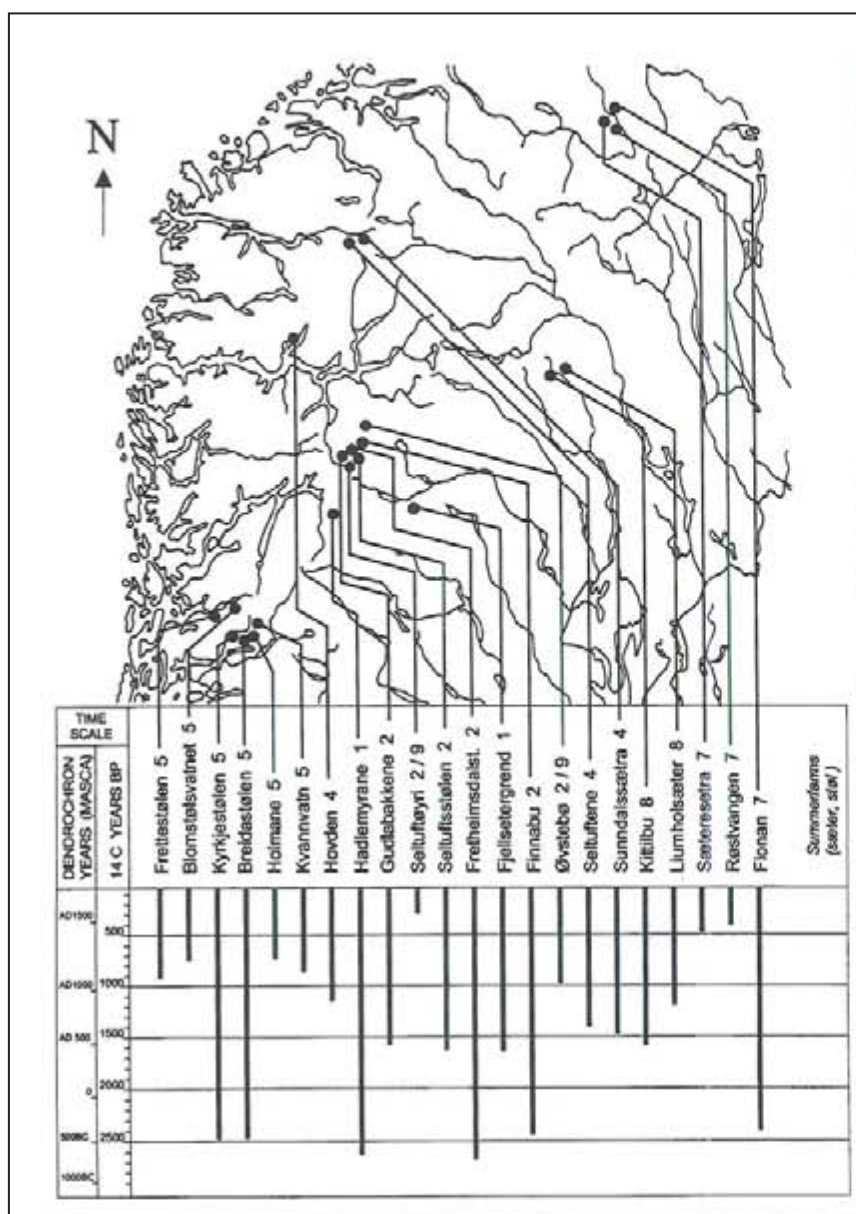 N
TIME
SCALE
DENDROCHRON
YEARS (MASCA)
14 C YEARS BP
Frettestølen 5
Blomstølsvatnet 5
Kyrkjestølen 5
Breidastølen 5
Holmane 5
Kvannvatn 5
Hovden 4
Hadlemyrane 1
Gudlabakkene 2
Seltuftøyri 2 / 9
Seltuftsstølen 2
Fretheimsdalst. 2
Fjellsetergrend 1
Finnabu 2
Øvstebø 2 / 9
Seltuftene 4
Sunndalssætra 4
Kittilbu 8
Liumholsæter 8
Sæteresetra 7
Røstvangen 7
Flonan 7
Summerfarms
(sæter, støl)
AD1500
500
AD1000
1000
AD 500
1500
0
2000
500BC
2500
1000BC